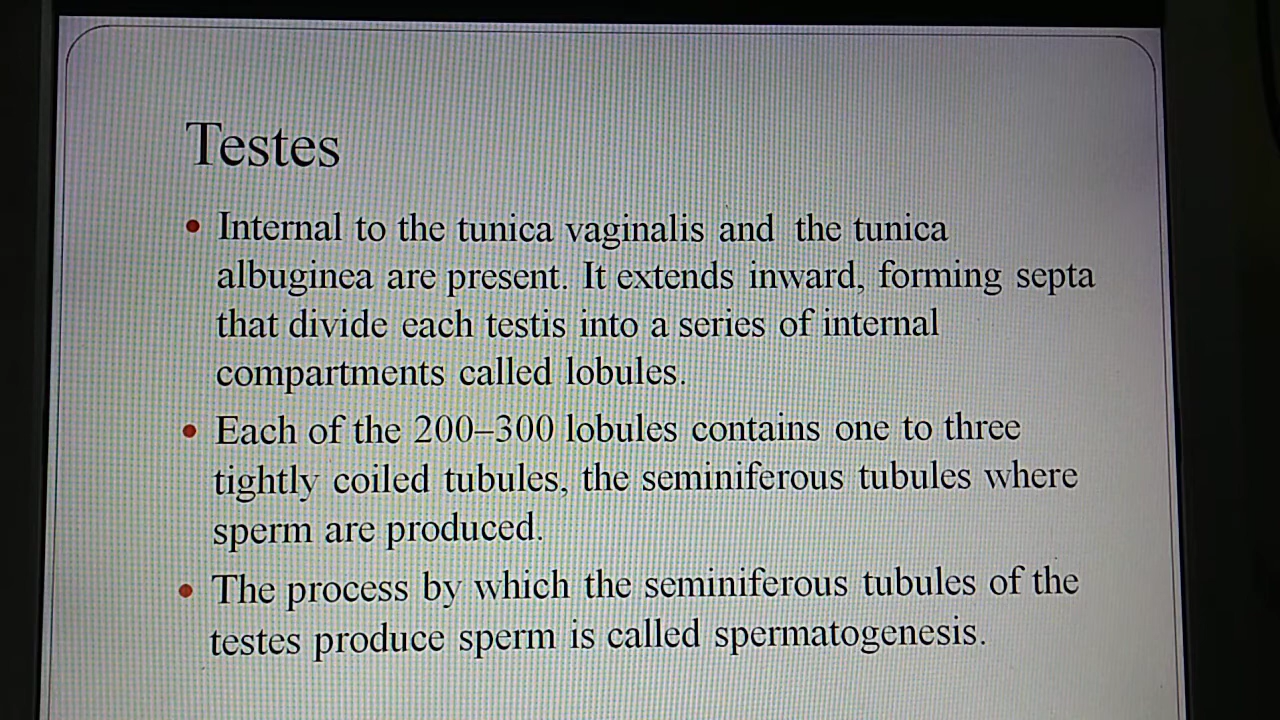 Testes
• Internal to the tunica vaginalis and the tunica
albuginea are present. It extends inward, forming septa
that divide each testis into a series of internal
compartments called lobules.
• Each of the 200–300 lobules contains one to three
tightly coiled tubules, the seminiferous tubules where
sperm are produced.
• The process by which the seminiferous tubules of the
testes produce sperm is called spermatogenesis.